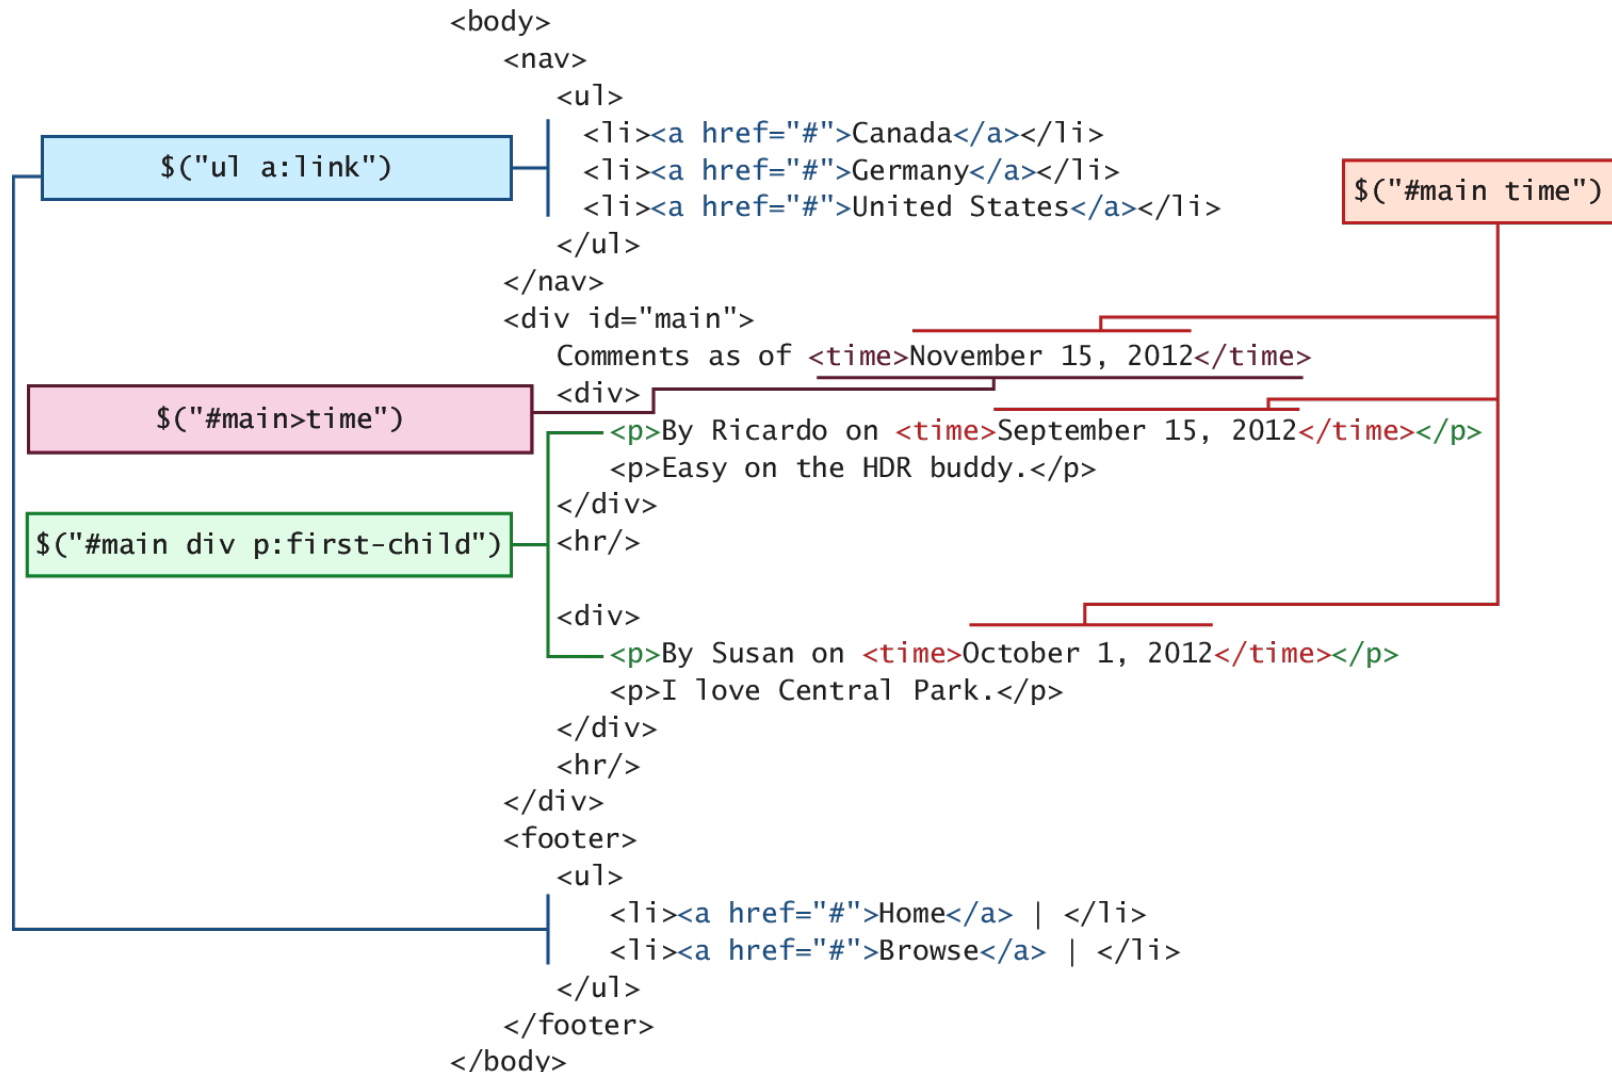 <body>
<nav>
<ul>
<li><a href="#">Canada</a></li>
$("ul a:link")
<li><a href="#">Germany</a></li>
$("#main time")
<li><a href="#">United States</a></li>
</ul>
</nav>
<div id="main">
Comments as of <time>November 15, 2012</time>
<div>
$("#main>time")
<p>By Ricardo on <time>September 15, 2012</time></p>
<p>Easy on the HDR buddy.</p>
</div>
$("#main div p:first-child")
<hr/>
<div>
<p>By Susan on <time>October 1, 2012</time></p>
<p>I love Central Park.</p>
</div>
<hr/>
</div>
<footer>
<ul>
<li><a href="#">Home</a> | </li>
<li><a href="#">Browse</a> | </li>
</ul>
</footer>
</body>